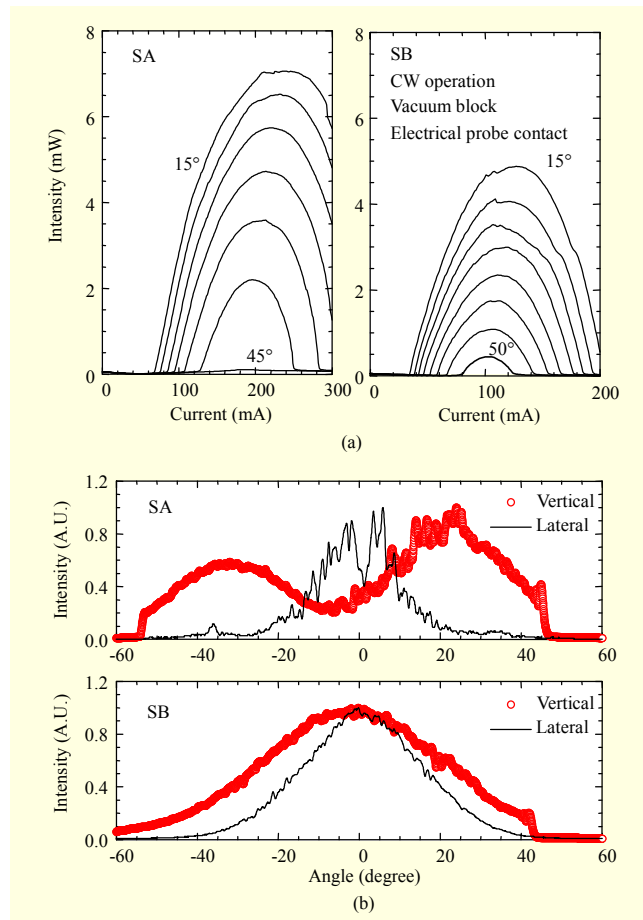 SA
15°
45°
Intensity (mW)
8
6
4
2
0
0
100
200
300
Current (mA)
SB
CW operation
Vacuum block
Electrical probe contact
15°
50°
8
6
4
2
0
0
100
200
Current (mA)
(a)
SA
Vertical
Lateral
Intensity (A.U.)
1.2
0.8
0.4
0.0
-60
-40
-20
0
20
40
60
SB
Vertical
Lateral
Intensity (A.U.)
1.2
0.8
0.4
0.0
-60
-40
-20
0
20
40
60
Angle (degree)
(b)